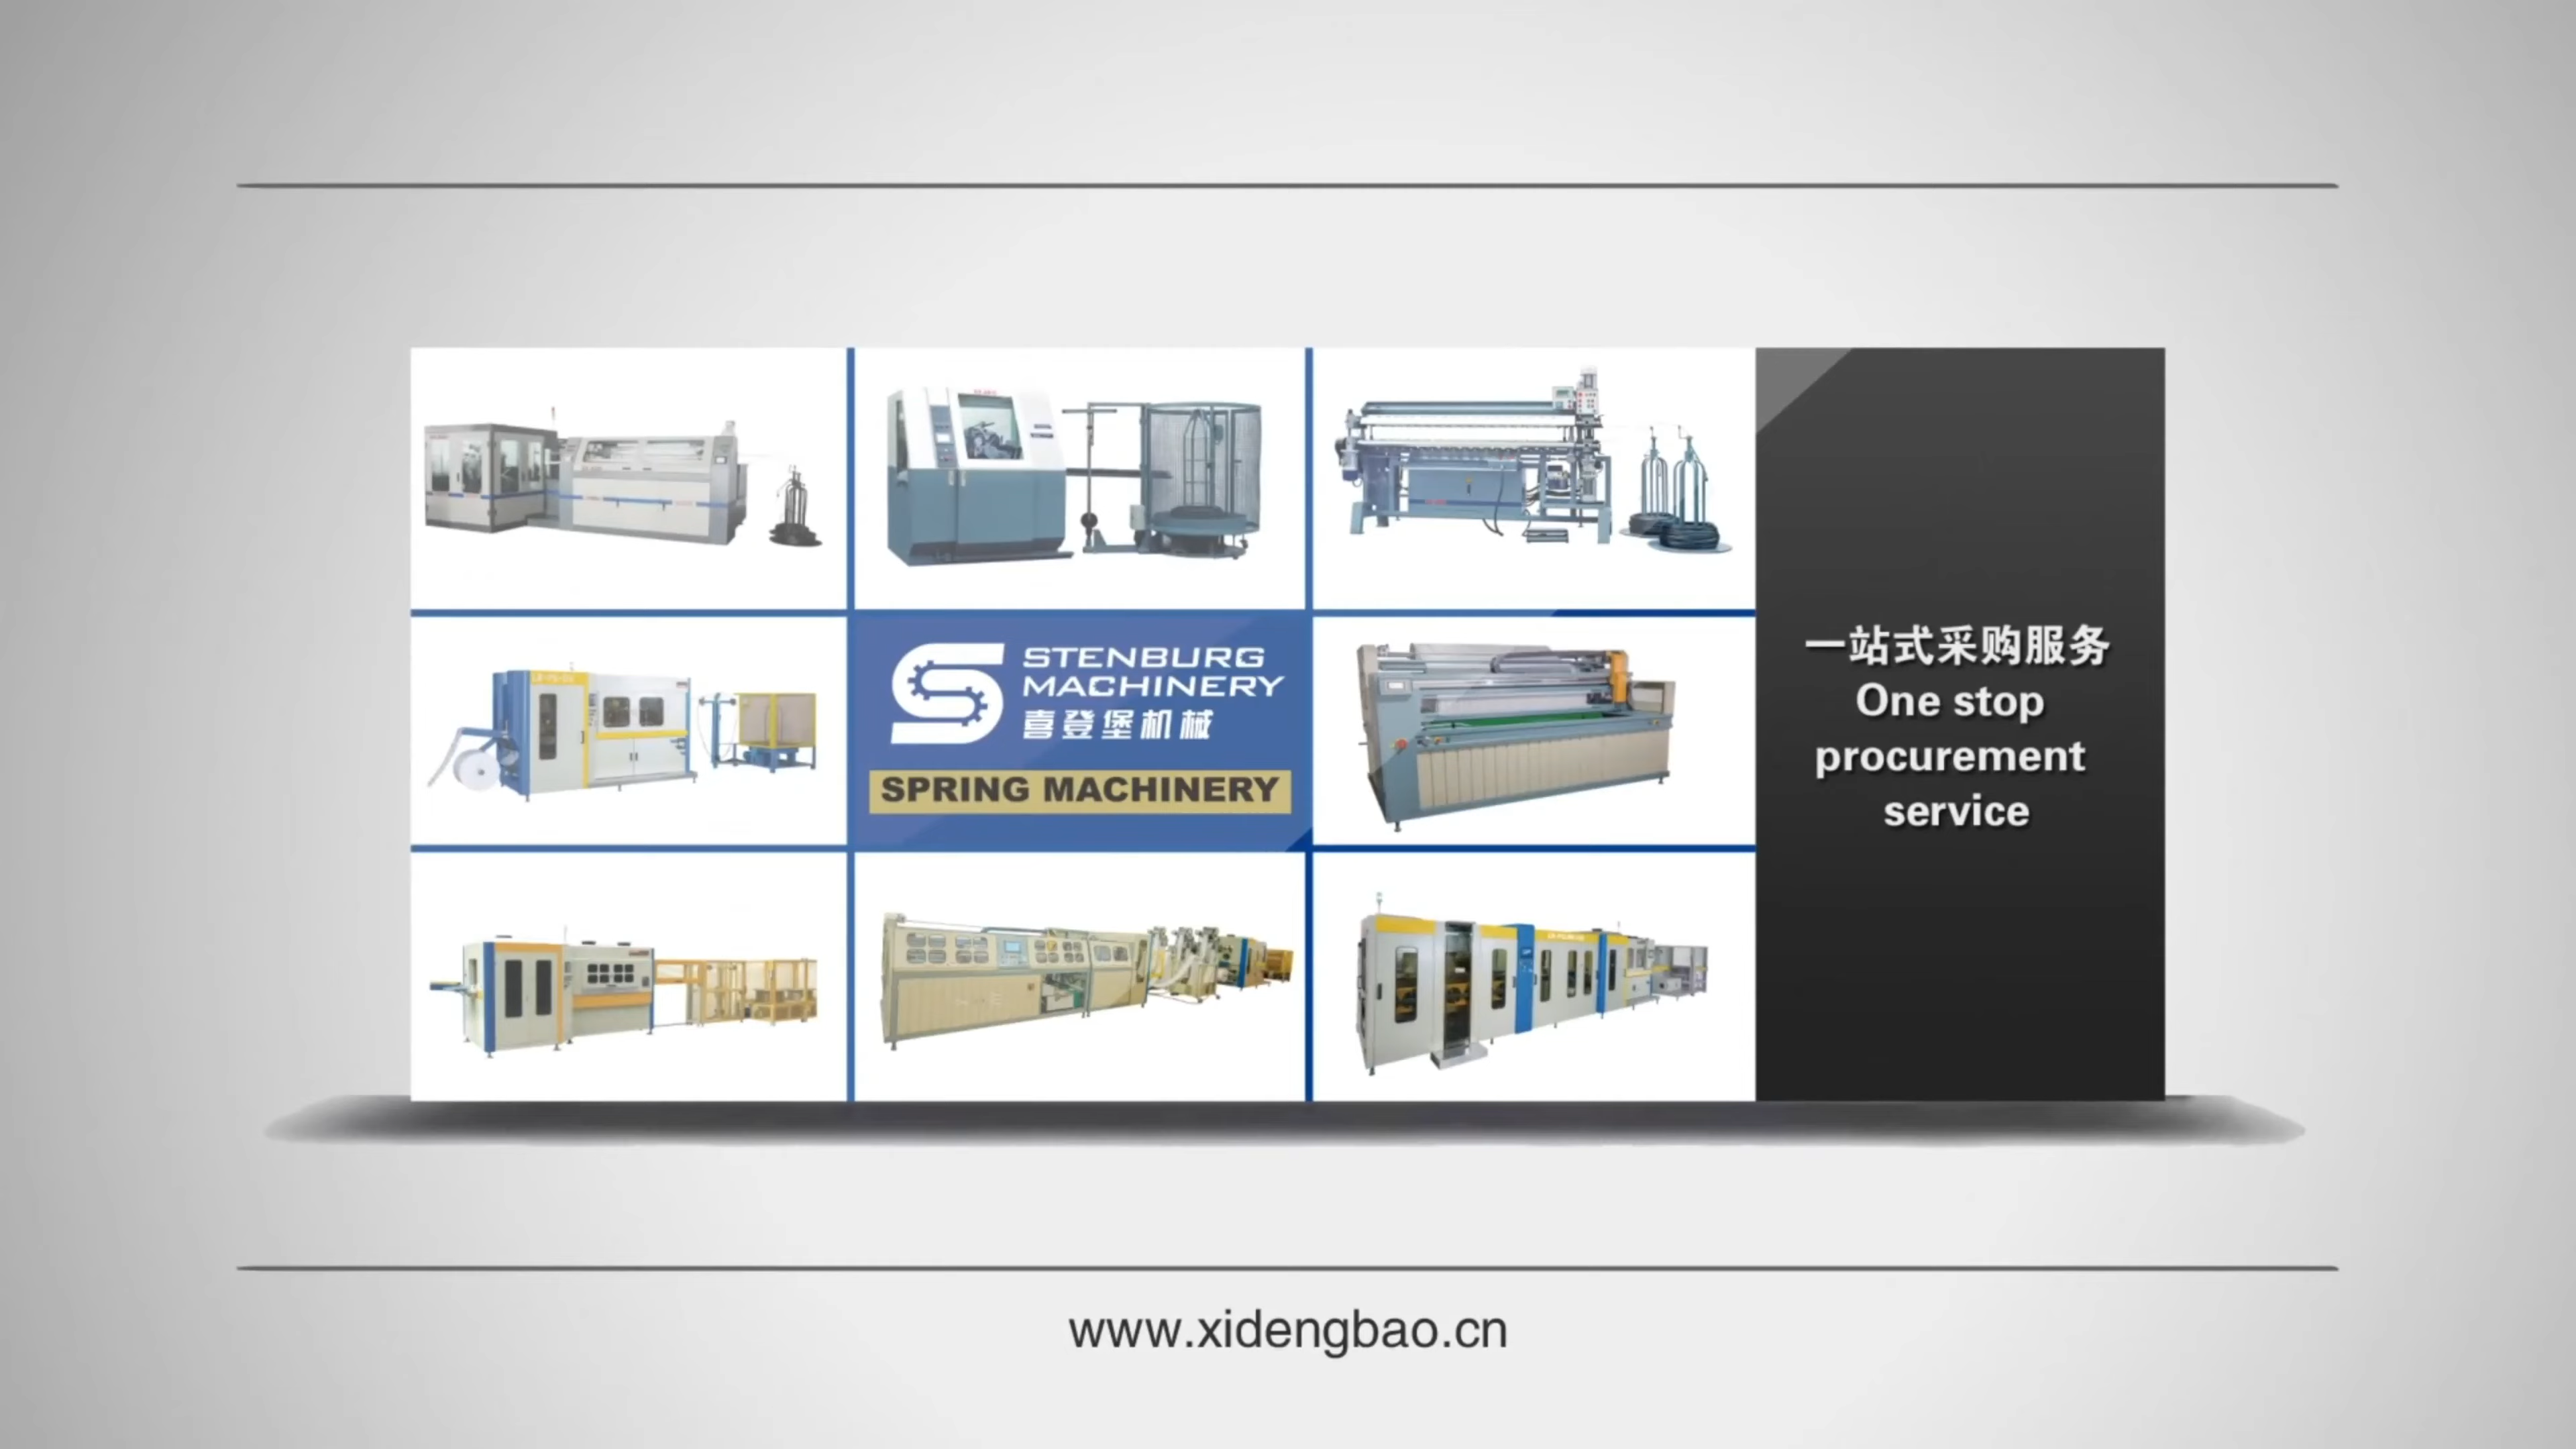 STENBURG
MACHINERY
喜登堡机械
SPRING MACHINERY
一站式采购服务
One stop
procurement
service
www.xidengbao.cn